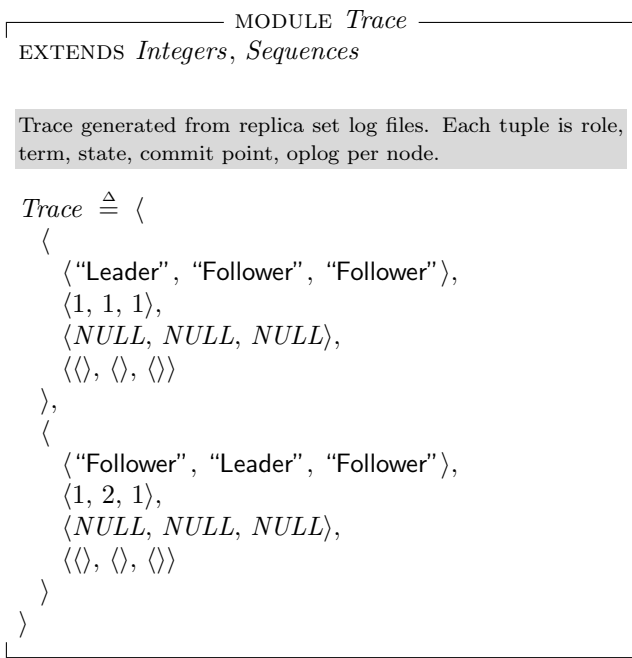 MODULE Trace
EXTENDS Integers, Sequences
Trace generated from replica set log files. Each tuple is role,
term, state, commit point, oplog per node.
Trace ≜ ⟨
⟨
⟨“Leader”, “Follower”, “Follower”⟩,
⟨1, 1, 1⟩,
⟨NULL, NULL, NULL⟩,
⟨⟨⟩, ⟨⟩, ⟨⟩⟩
⟩,
⟨
⟨“Follower”, “Leader”, “Follower”⟩,
⟨1, 2, 1⟩,
⟨NULL, NULL, NULL⟩,
⟨⟨⟩, ⟨⟩, ⟨⟩⟩
⟩
⟩